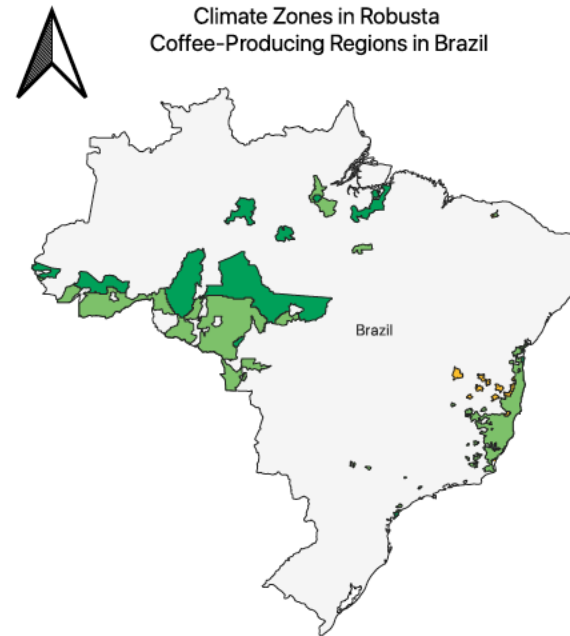 Climate Zones in Robusta
Coffee-Producing Regions in Brazil
Brazil